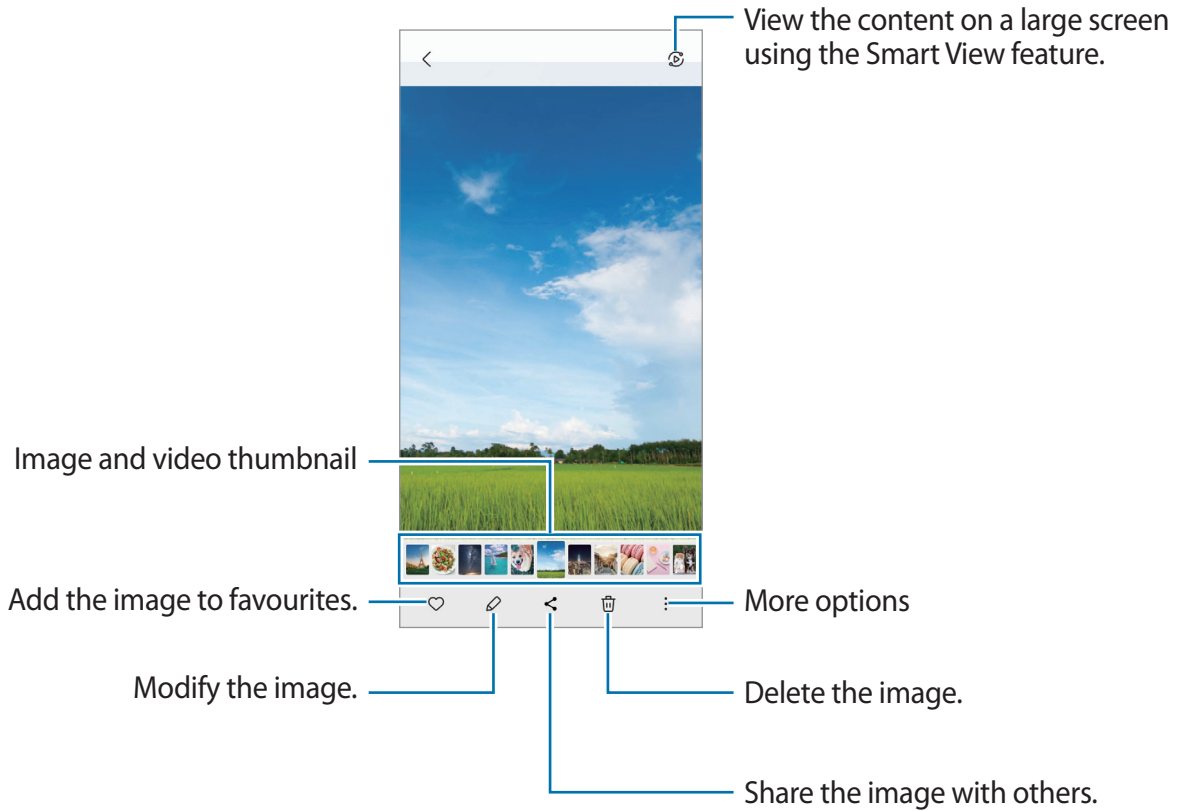 View the content on a large screen
using the Smart View feature.
Image and video thumbnail
Add the image to favourites.
More options
Modify the image.
Delete the image.
Share the image with others.